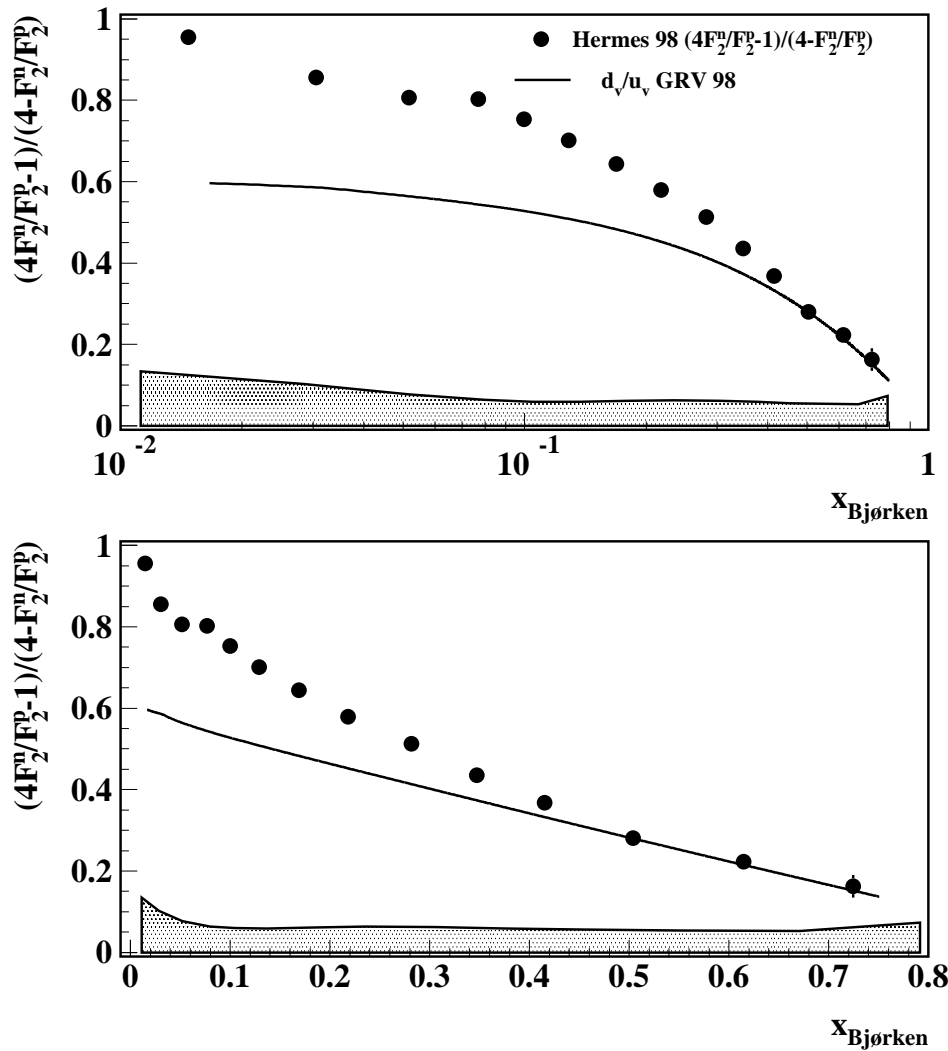 (4F₂ⁿ/F₂ᵖ-1)/(4-F₂ⁿ/F₂ᵖ)
1
0.8
0.6
0.4
0.2
0
Hermes 98 (4F₂ⁿ/F₂ᵖ-1)/(4-F₂ⁿ/F₂ᵖ)
dᵥ/uᵥ GRV 98
10⁻² 10⁻¹ 1
x_Bjørken
(4F₂ⁿ/F₂ᵖ-1)/(4-F₂ⁿ/F₂ᵖ)
1
0.8
0.6
0.4
0.2
0
0 0.1 0.2 0.3 0.4 0.5 0.6 0.7 0.8
x_Bjørken